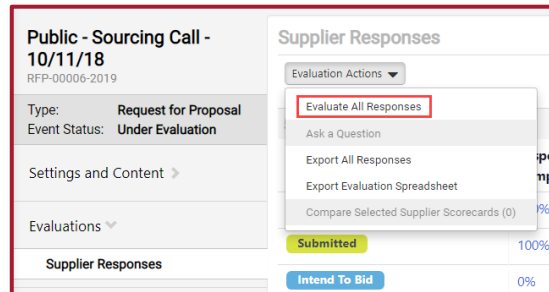 Public - Sourcing Call -
10/11/18
RFP-00006-2019
Type: Request for Proposal
Event Status: Under Evaluation
Settings and Content
Evaluations
Supplier Responses
Supplier Responses
Evaluation Actions
Evaluate All Responses
Ask a Question
Export All Responses
Export Evaluation Spreadsheet
Compare Selected Supplier Scorecards (0)
Submitted 100%
Intend To Bid 0%